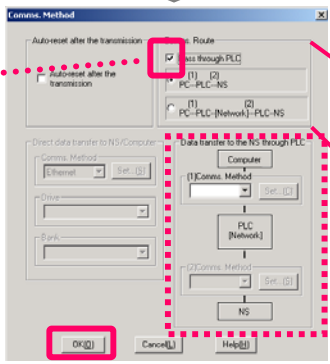 Comms. Method
Auto-reset after the transmission
Auto-reset after the
transmission
Comms. Route
Pass through PLC
(1) (2)
PC--PLC--NS
(1) (2)
PC--PLC-[Network]--PLC-NS
Direct data transfer to NS/Computer
Comms. Method
Ethernet
Set...(S)
Drive
Bank
Data transfer to the NS through PLC
Computer
(1)Comms. Method
Set...(C)
PLC
[Network]
(2)Comms. Method
Set...(S)
NS
OK(O)
Cancel(L)
Help(H)